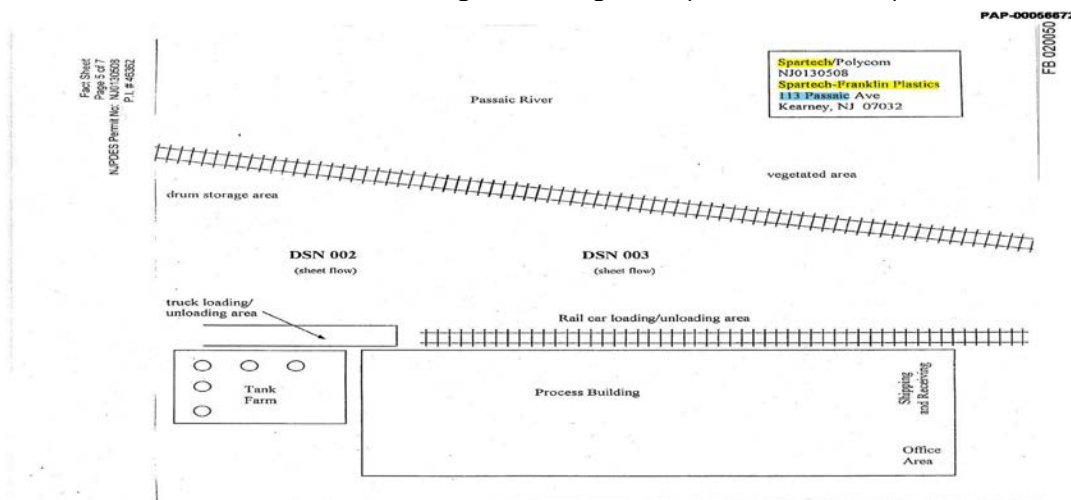 PAP-00056672
FB 020050
Fact Sheet
Page 5 of 7
NJPDES Permit No: NJ0130508
P.I. # 46362
Spartech/Polycom
NJ0130508
Spartech-Franklin Plastics
113 Passaic Ave
Kearney, NJ 07032
Passaic River
vegetated area
drum storage area
DSN 002
(sheet flow)
DSN 003
(sheet flow)
truck loading/
unloading area
Rail car loading/unloading area
Tank
Farm
Process Building
Shipping
and Receiving
Office
Area